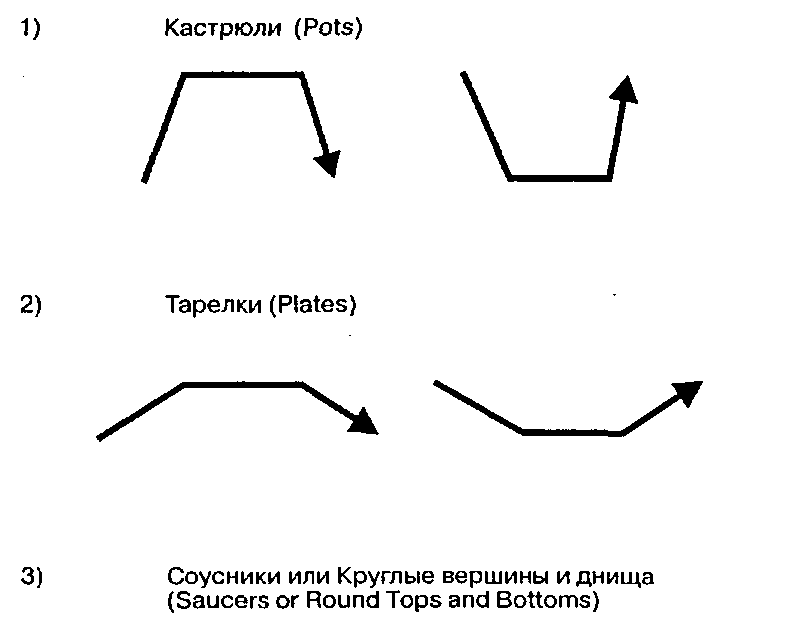 1) Кастрюли (Pots)
2) Тарелки (Plates)
3) Соусники или Круглые вершины и днища
(Saucers or Round Tops and Bottoms)